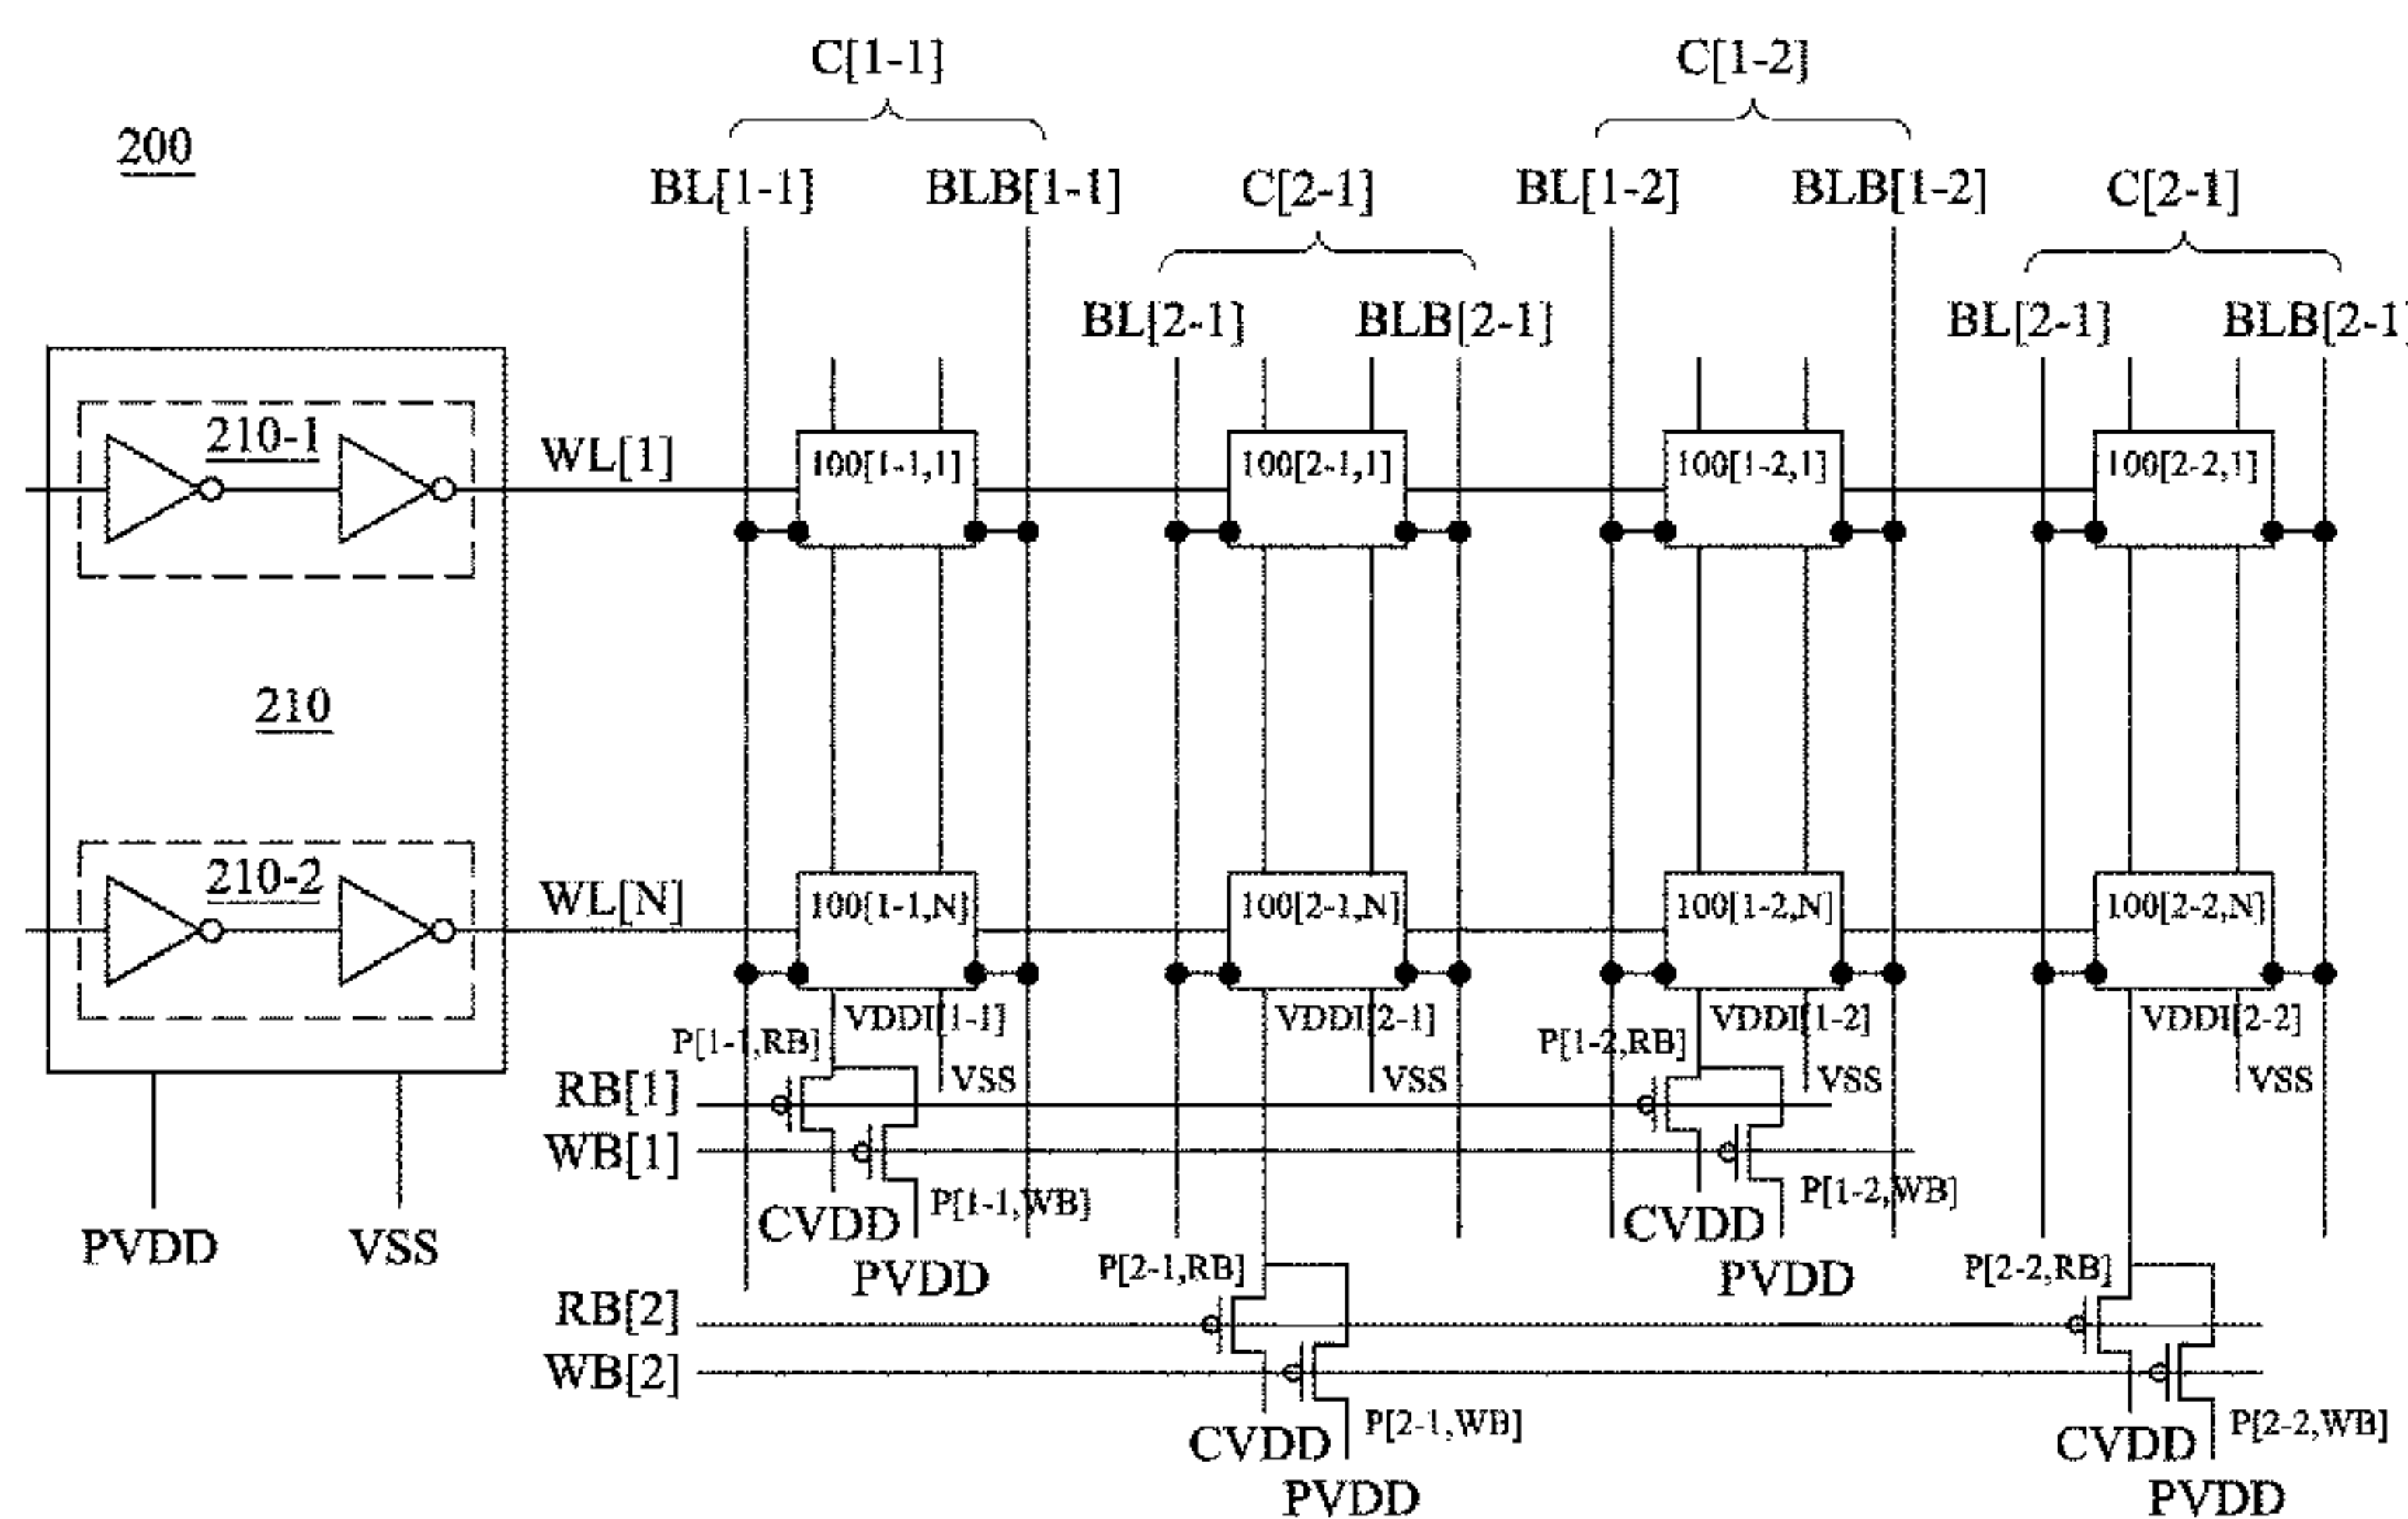 C[1-1] C[1-2]
200
BL[1-1] BLB[1-1] C[2-1] BL[1-2] BLB[1-2] C[2-1]
BL[2-1] BLB[2-1] BL[2-1] BLB[2-1]
210-1 WL[1] 100[1-1,1] 100[2-1,1] 100[1-2,1] 100[2-2,1]
210
210-2 WL[N] 100[1-1,N] 100[2-1,N] 100[1-2,N] 100[2-2,N]
VDDI[1-1] VDDI[2-1] VDDI[1-2] VDDI[2-2]
P[1-1,RB] P[1-2,RB]
RB[1] VSS VSS VSS VSS
WB[1]
P[1-1,WB] P[1-2,WB]
PVDD VSS CVDD CVDD
PVDD PVDD
P[2-1,RB] P[2-2,RB]
RB[2]
WB[2]
P[2-1,WB] P[2-2,WB]
CVDD CVDD
PVDD PVDD